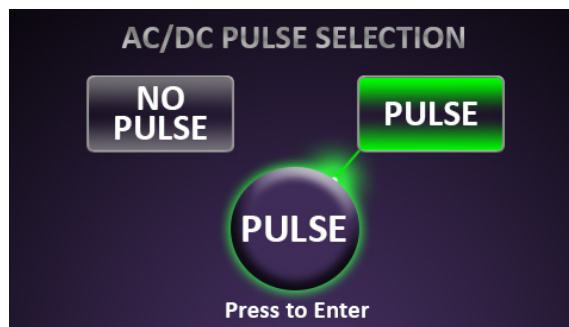 AC/DC PULSE SELECTION
NO
PULSE
PULSE
PULSE
Press to Enter